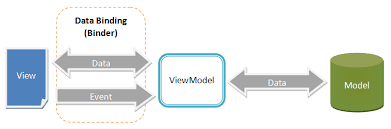 Data Binding
(Binder)
View
Data
Event
ViewModel
Data
Model